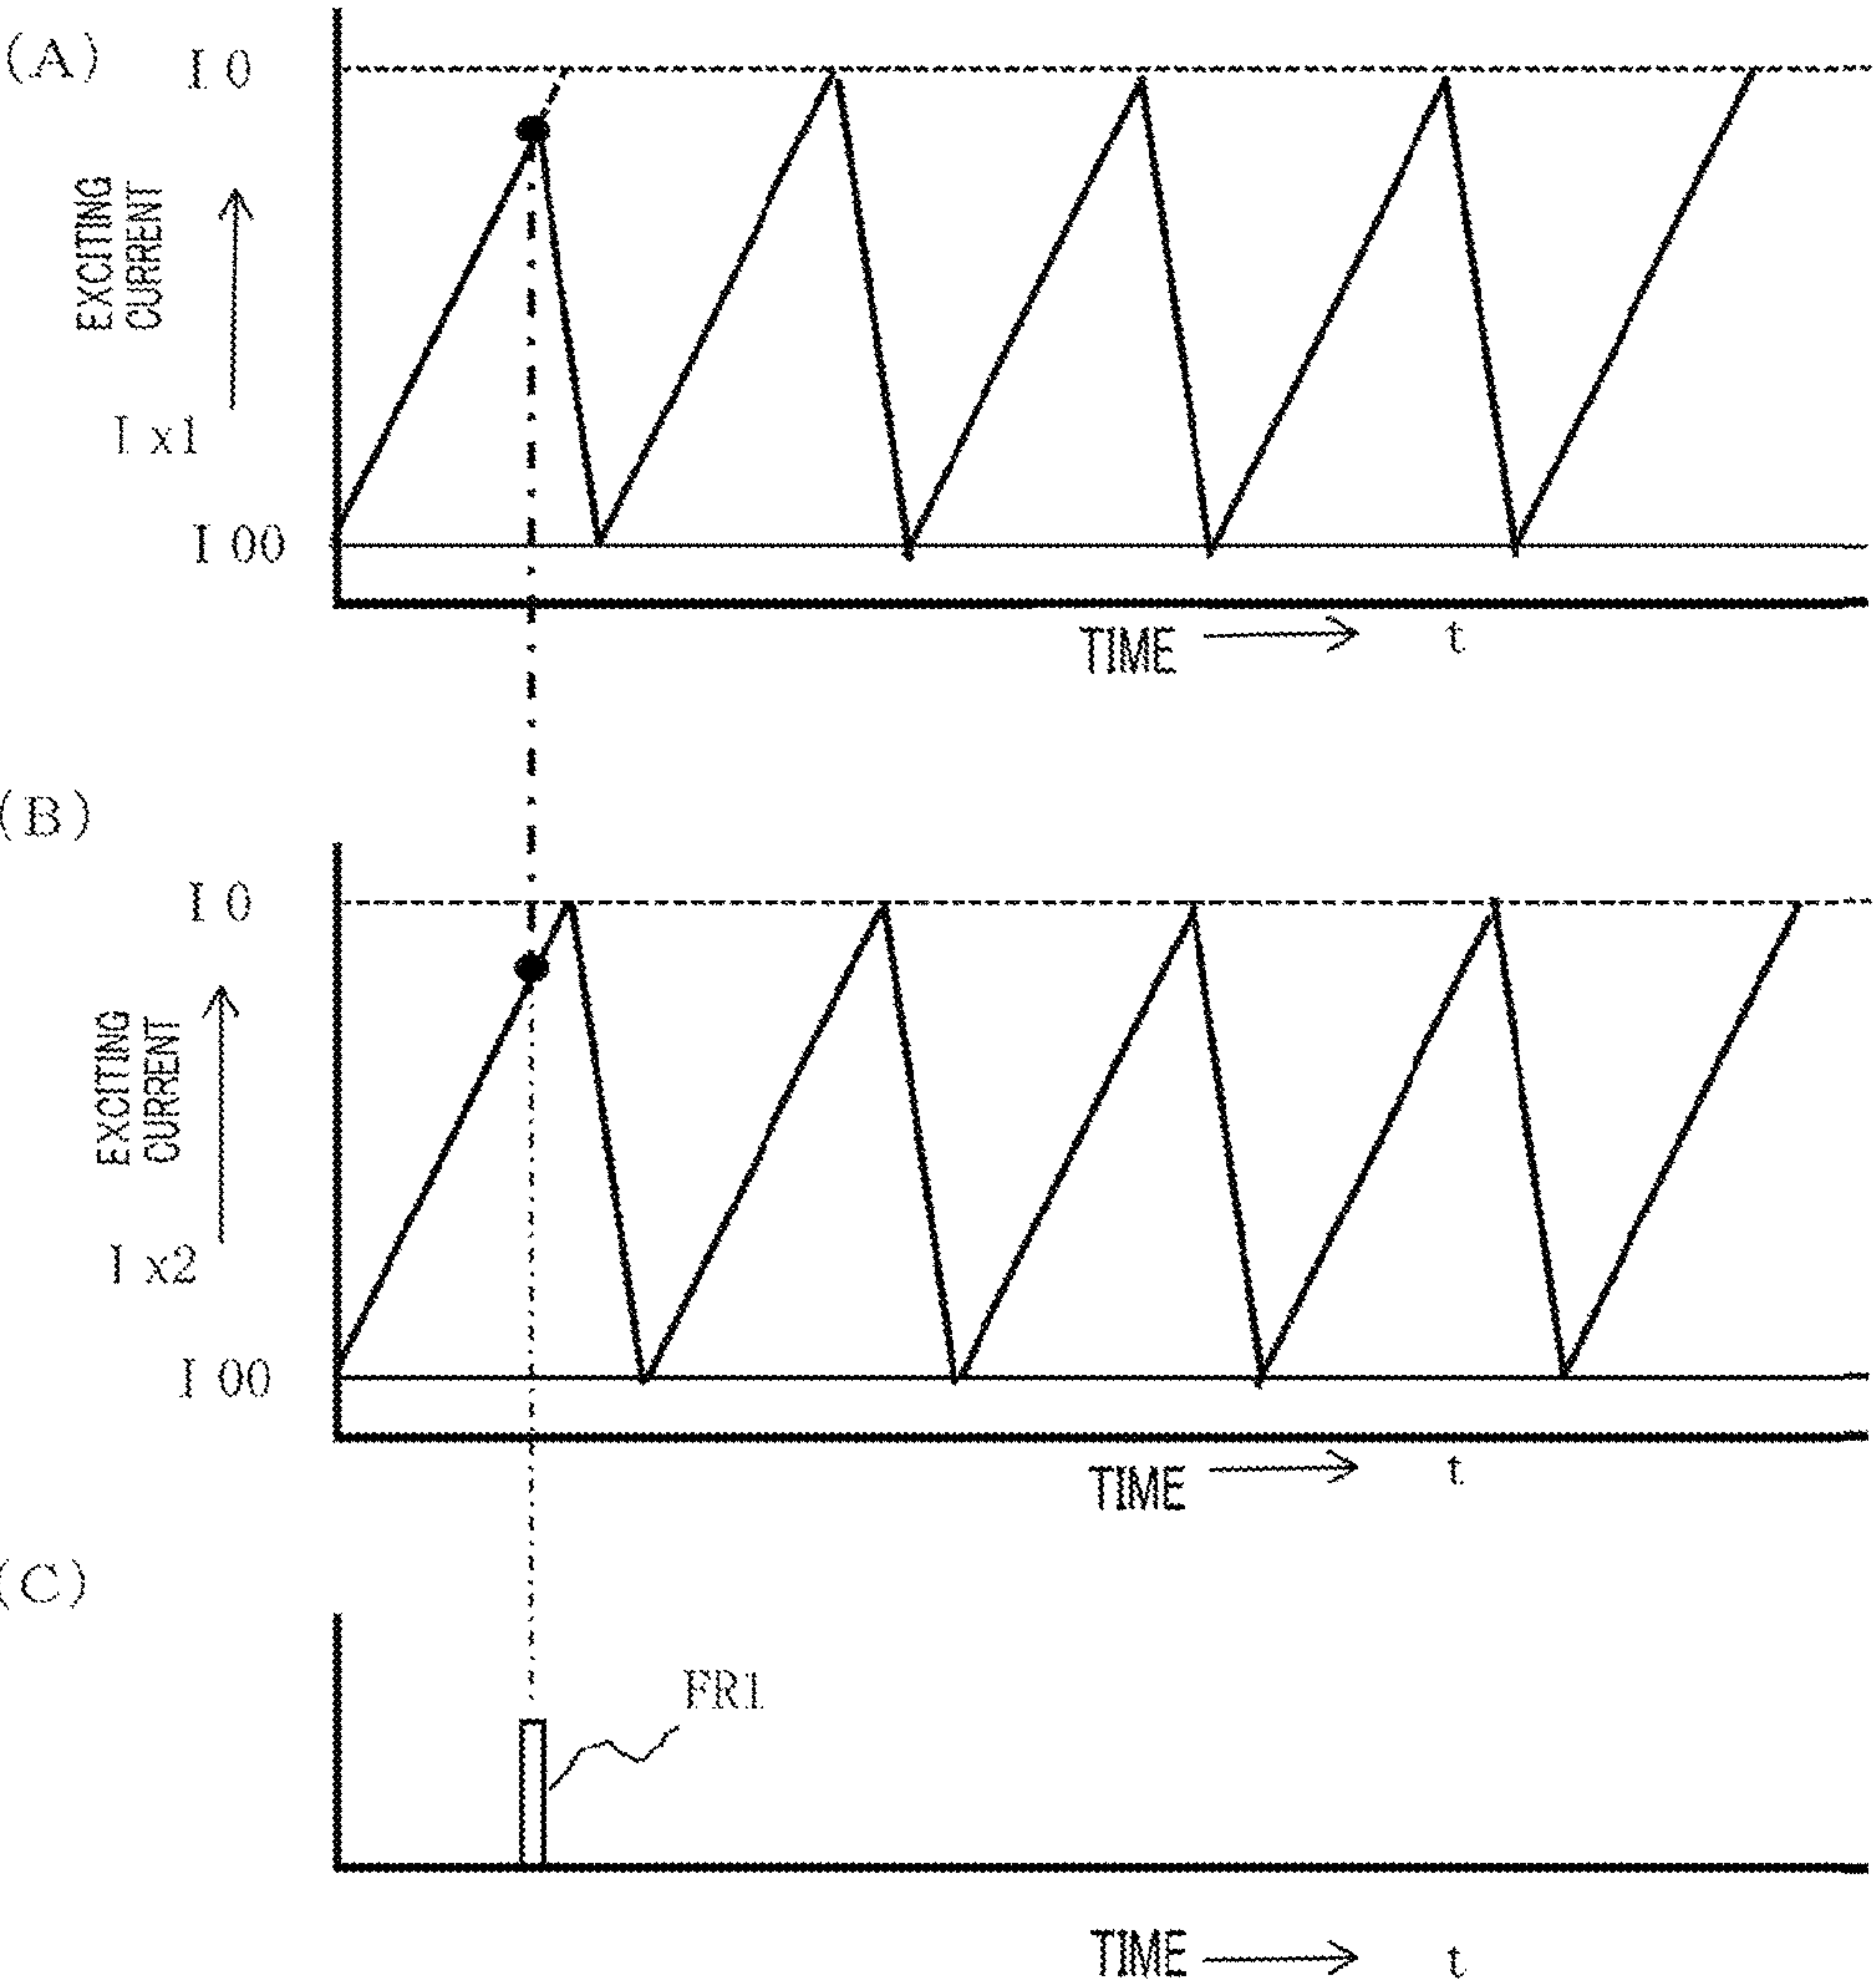 (A)
I 0
EXCITING
CURRENT
I x1
I 00
TIME t
(B)
I 0
EXCITING
CURRENT
I x2
I 00
TIME t
(C)
FR1
TIME t